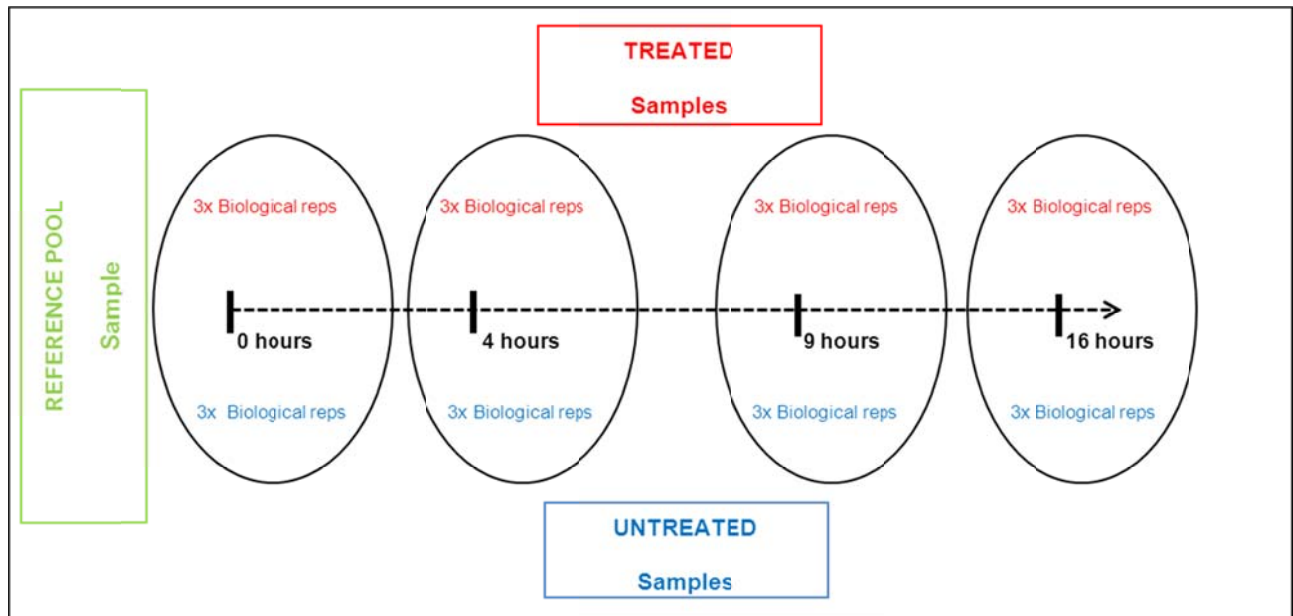 TREATED
Samples
REFERENCE POOL
Sample
3x Biological reps
3x Biological reps
3x Biological reps
3x Biological reps
0 hours
4 hours
9 hours
16 hours
3x Biological reps
3x Biological reps
3x Biological reps
3x Biological reps
UNTREATED
Samples